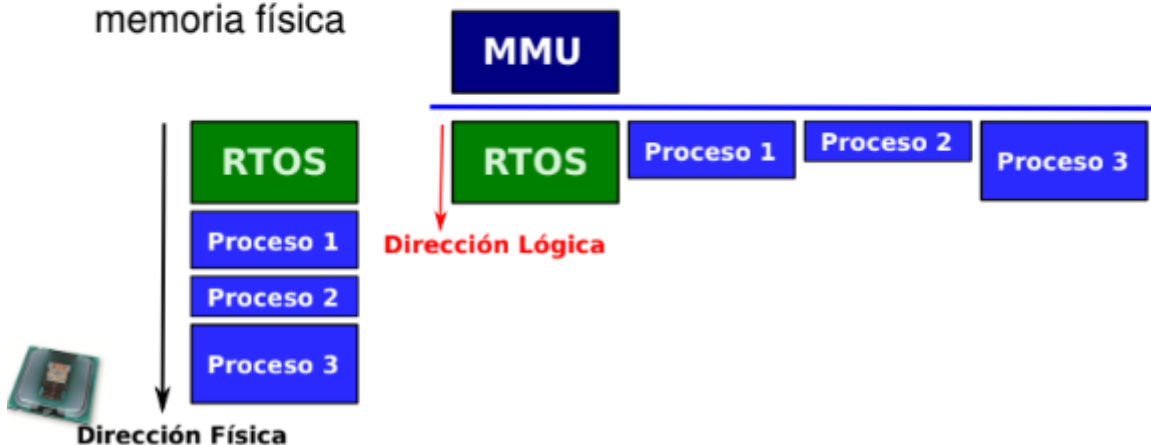 memoria física
MMU
RTOS
Proceso 1
Proceso 2
Proceso 3
Dirección Física
RTOS
Proceso 1
Proceso 2
Proceso 3
Dirección Lógica